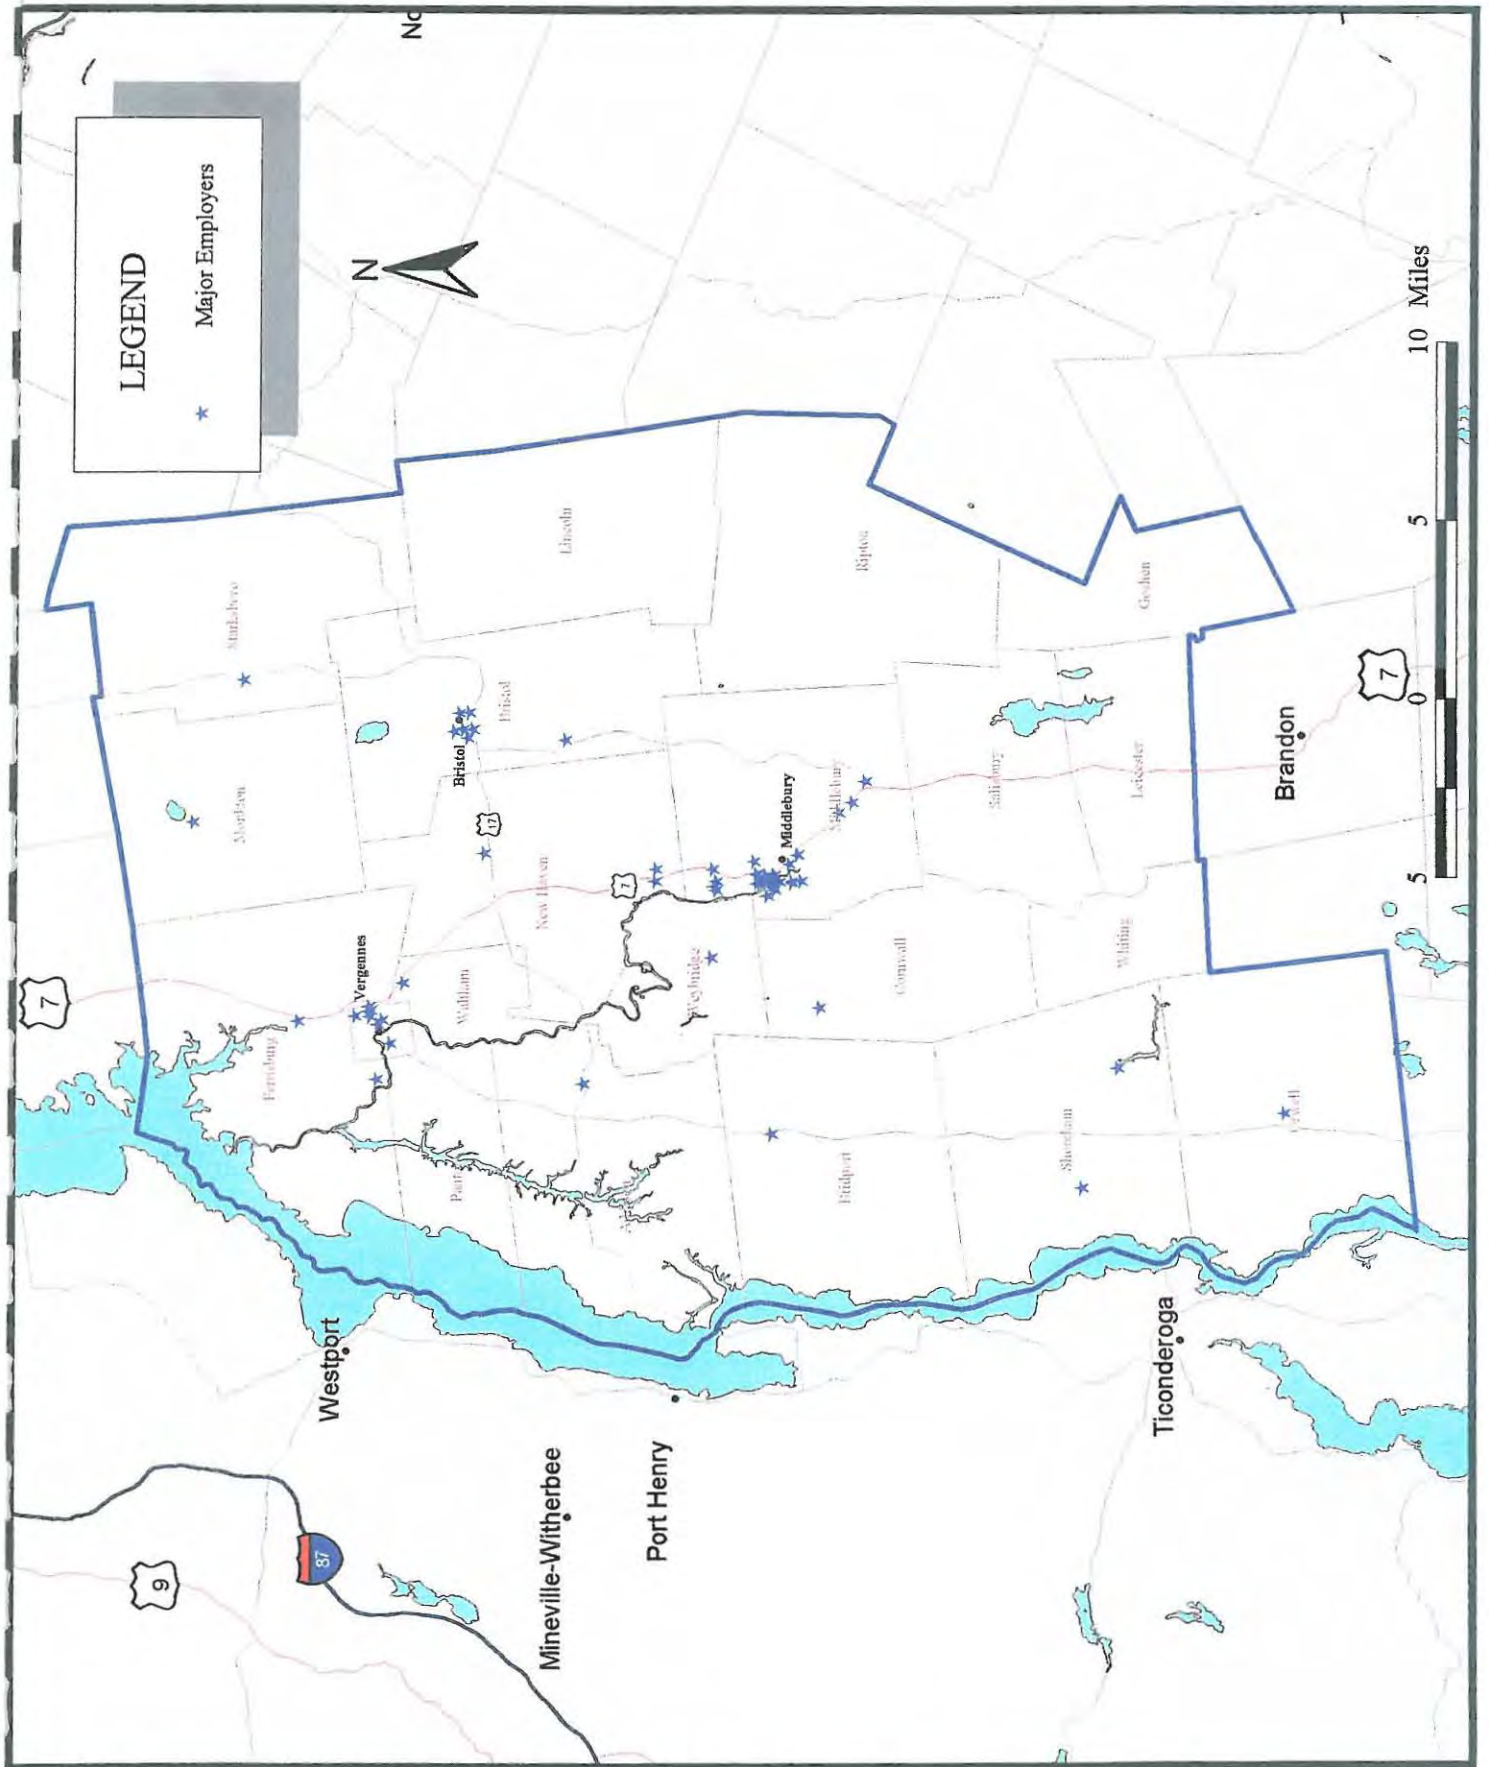 LEGEND
Major Employers
N
7
9
87
Westport
Mineville-Witherbee
Port Henry
Ticonderoga
Brandon
7
Vergennes
Bristol
Middlebury
17
7
Starksboro
Monkton
Ferrisburg
Lincoln
Bristol
New Haven
Waltham
Weybridge
Ripton
Middlebury
Cornwall
Bridport
Salisbury
Goshen
Leicester
Whiting
Shoreham
5
0
5
10 Miles